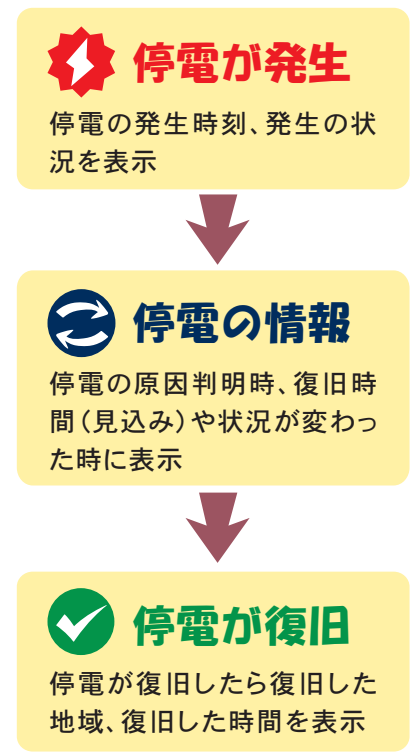 停電が発生
停電の発生時刻、発生の状
況を表示
停電の情報
停電の原因判明時、復旧時
間(見込み)や状況が変わっ
た時に表示
停電が復旧
停電が復旧したら復旧した
地域、復旧した時間を表示